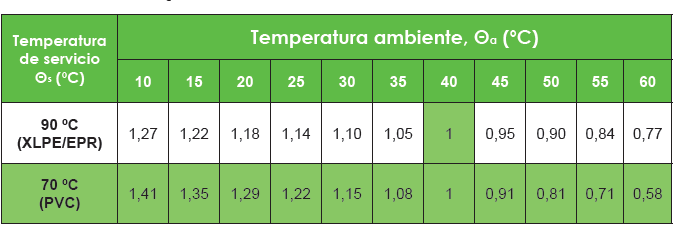 Temperatura de servicio Θs (ºC)
Temperatura ambiente, Θa (ºC)
10 15 20 25 30 35 40 45 50 55 60
90 ºC (XLPE/EPR) 1,27 1,22 1,18 1,14 1,10 1,05 1 0,95 0,90 0,84 0,77
70 ºC (PVC) 1,41 1,35 1,29 1,22 1,15 1,08 1 0,91 0,81 0,71 0,58